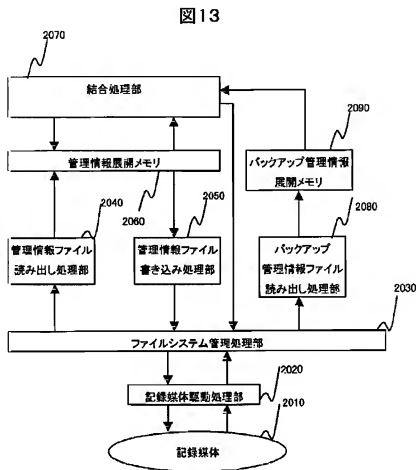 図13
2070
結合処理部
2090
管理情報展開メモリ
バックアップ管理情報
展開メモリ
2040
2060
2050
2080
管理情報ファイル
読み出し処理部
管理情報ファイル
書き込み処理部
バックアップ
管理情報ファイル
読み出し処理部
2030
ファイルシステム管理処理部
2020
記録媒体駆動処理部
2010
記録媒体